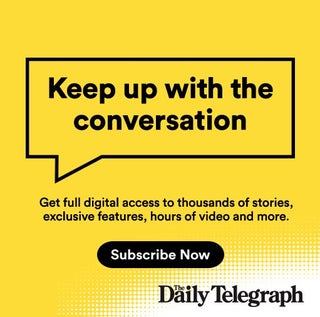 Keep up with the
conversation
Get full digital access to thousands of stories,
exclusive features, hours of video and more.
Subscribe Now
The Daily Telegraph